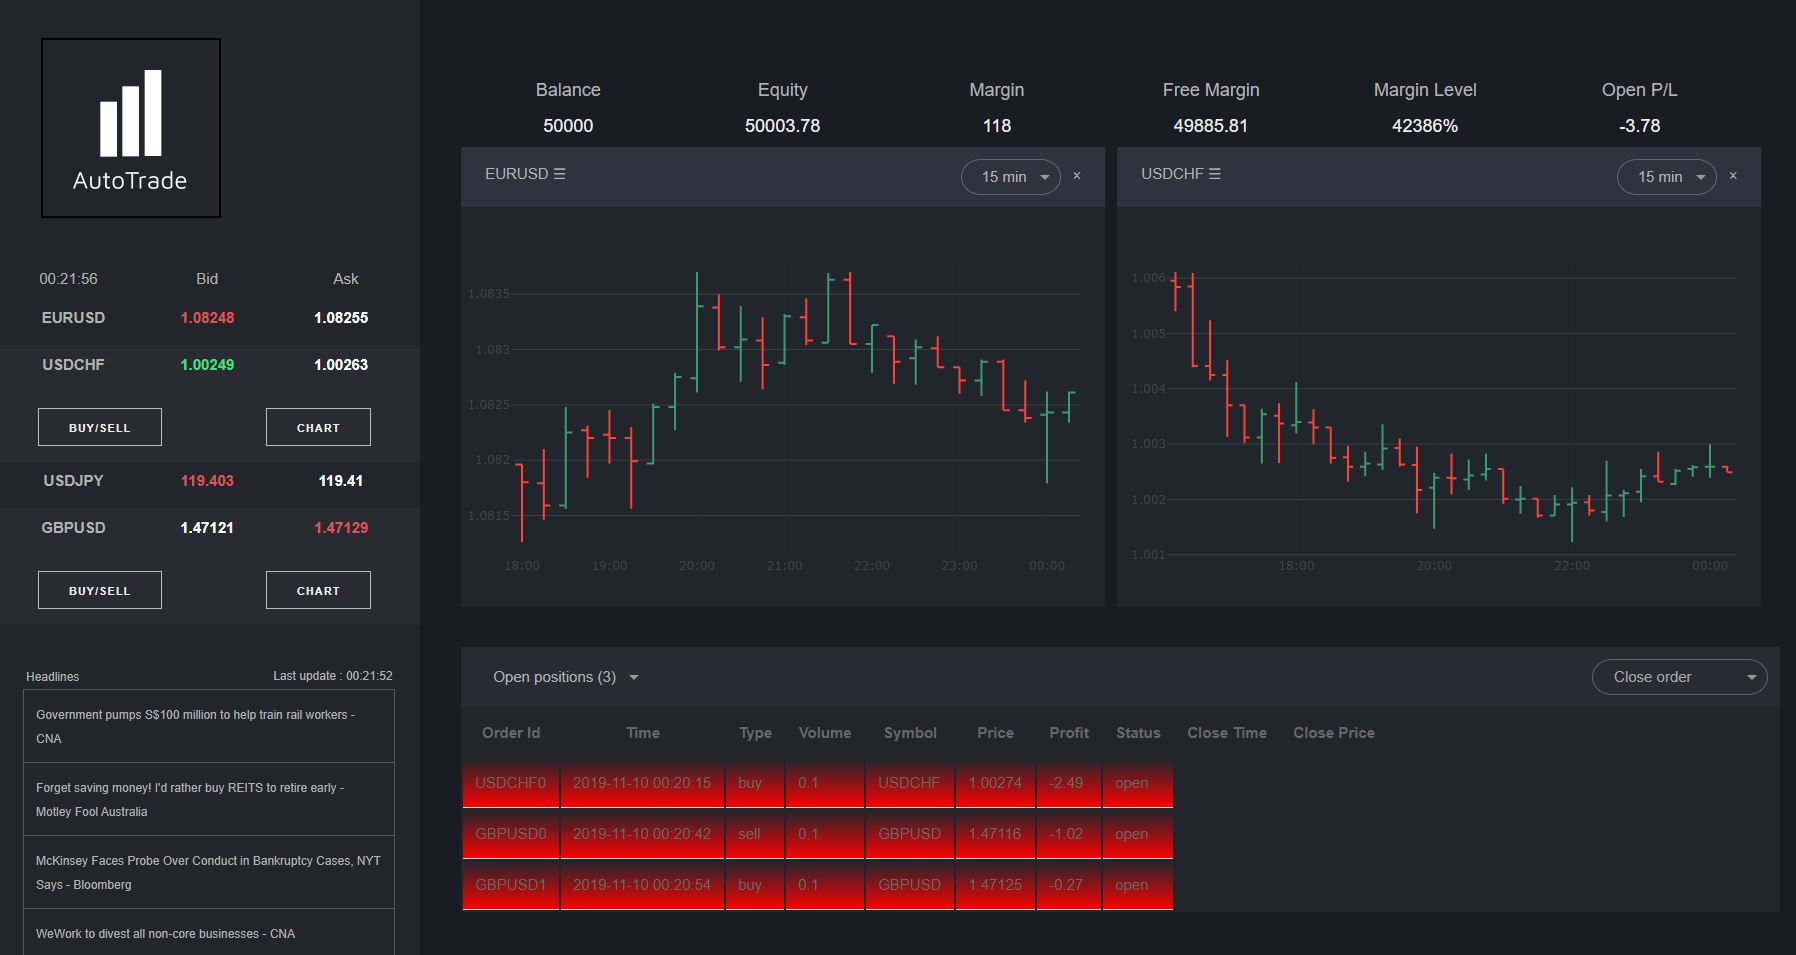 AutoTrade
00:21:56 Bid Ask
EURUSD 1.08248 1.08255
USDCHF 1.00249 1.00263
BUY/SELL CHART
USDJPY 119.403 119.41
GBPUSD 1.47121 1.47129
BUY/SELL CHART
Headlines Last update : 00:21:52
Government pumps S$100 million to help train rail workers -
CNA
Forget saving money! I'd rather buy REITS to retire early -
Motley Fool Australia
McKinsey Faces Probe Over Conduct in Bankruptcy Cases, NYT
Says - Bloomberg
WeWork to divest all non-core businesses - CNA
Balance Equity Margin Free Margin Margin Level Open P/L
50000 50003.78 118 49885.81 42386% -3.78
EURUSD ☰ 15 min ×
1.0835
1.083
1.0825
1.082
1.0815
18:00 19:00 20:00 21:00 22:00 23:00 00:00
USDCHF ☰ 15 min ×
1.006
1.005
1.004
1.003
1.002
1.001
18:00 20:00 22:00 00:00
Open positions (3) Close order
Order Id Time Type Volume Symbol Price Profit Status Close Time Close Price
USDCHF0 2019-11-10 00:20:15 buy 0.1 USDCHF 1.00274 -2.49 open
GBPUSD0 2019-11-10 00:20:42 sell 0.1 GBPUSD 1.47116 -1.02 open
GBPUSD1 2019-11-10 00:20:54 buy 0.1 GBPUSD 1.47125 -0.27 open